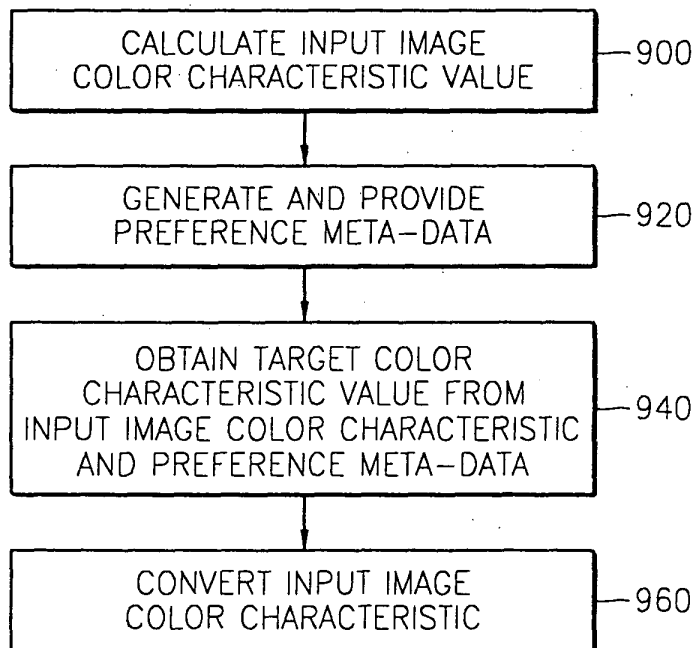 CALCULATE INPUT IMAGE
COLOR CHARACTERISTIC VALUE
900
GENERATE AND PROVIDE
PREFERENCE META-DATA
920
OBTAIN TARGET COLOR
CHARACTERISTIC VALUE FROM
INPUT IMAGE COLOR CHARACTERISTIC
AND PREFERENCE META-DATA
940
CONVERT INPUT IMAGE
COLOR CHARACTERISTIC
960